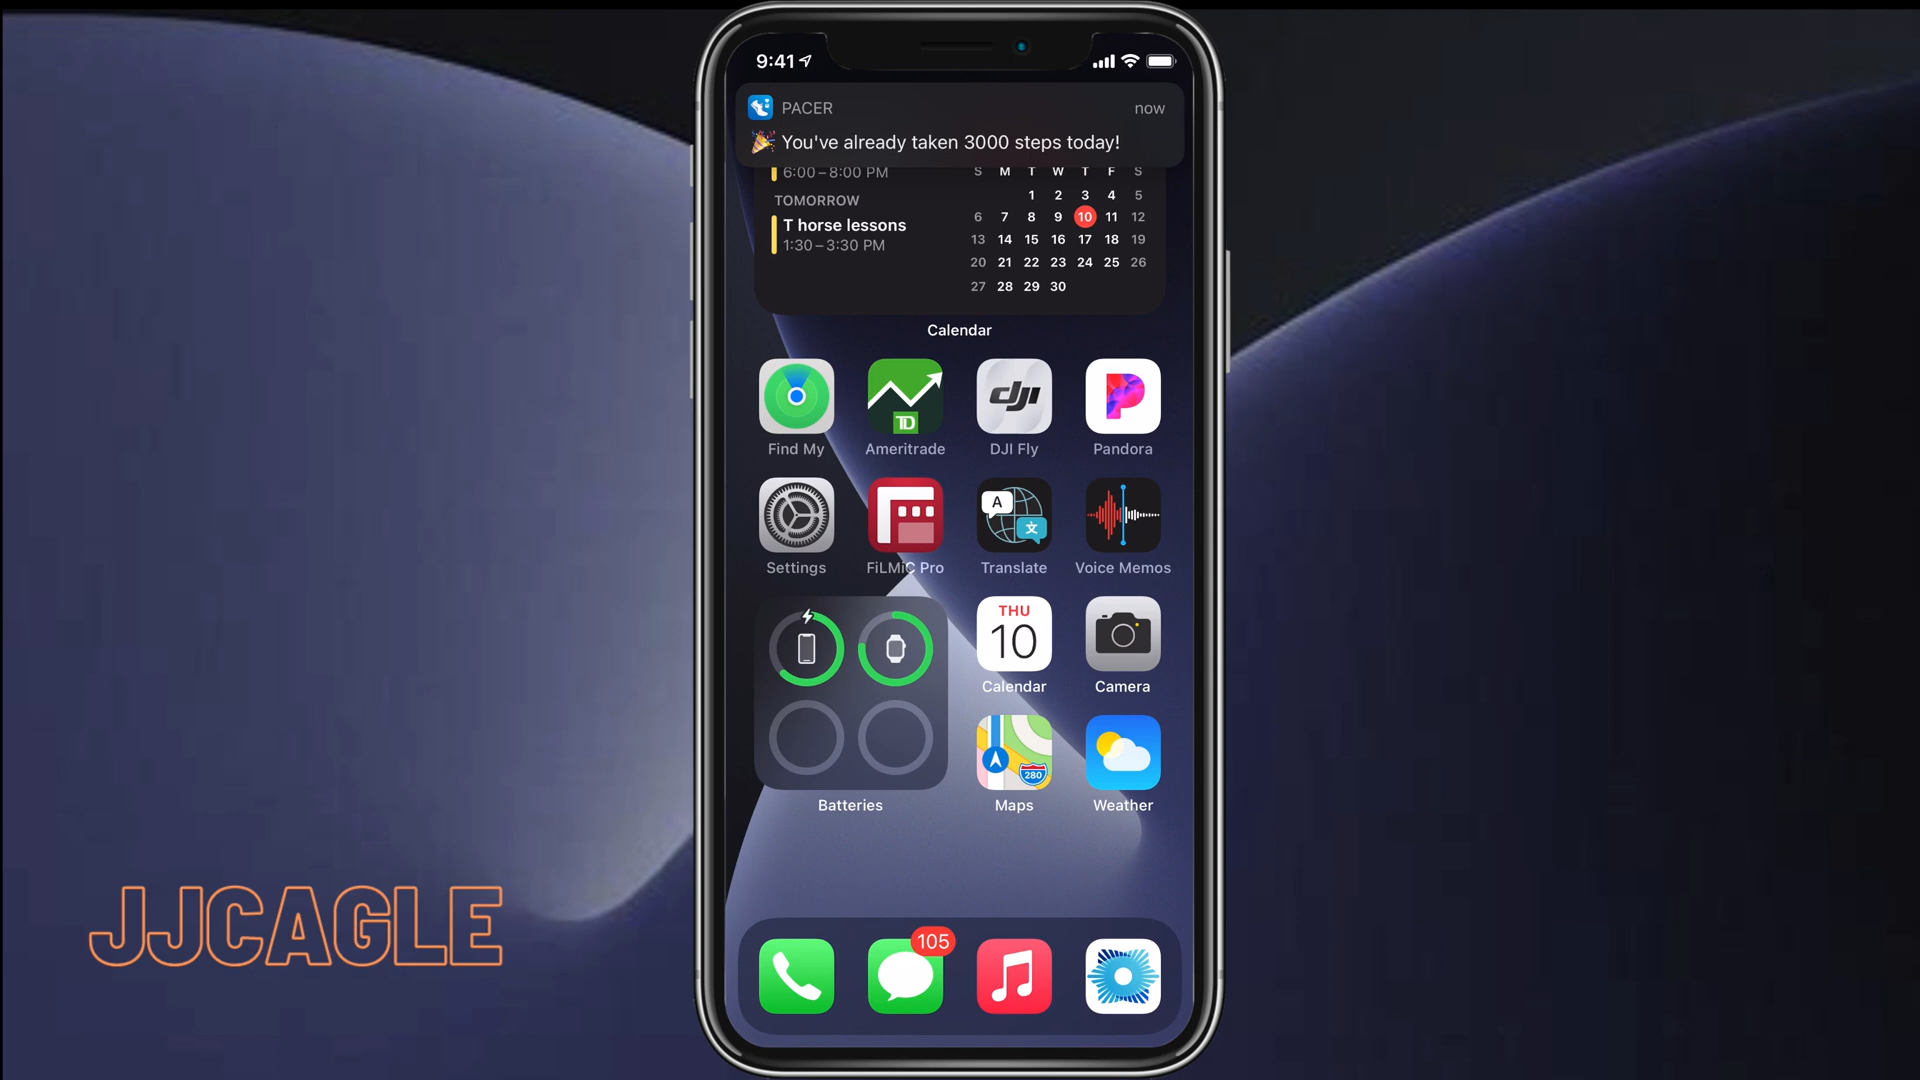 9:41
PACER now
🎉 You've already taken 3000 steps today!
6:00–8:00 PM
TOMORROW
T horse lessons
1:30–3:30 PM
S M T W T F S
1 2 3 4 5
6 7 8 9 10 11 12
13 14 15 16 17 18 19
20 21 22 23 24 25 26
27 28 29 30
Calendar
TD
dji
Find My Ameritrade DJI Fly Pandora
A 文
Settings FiLMiC Pro Translate Voice Memos
THU
10
Calendar Camera
280
Batteries Maps Weather
JJCAGLE
105